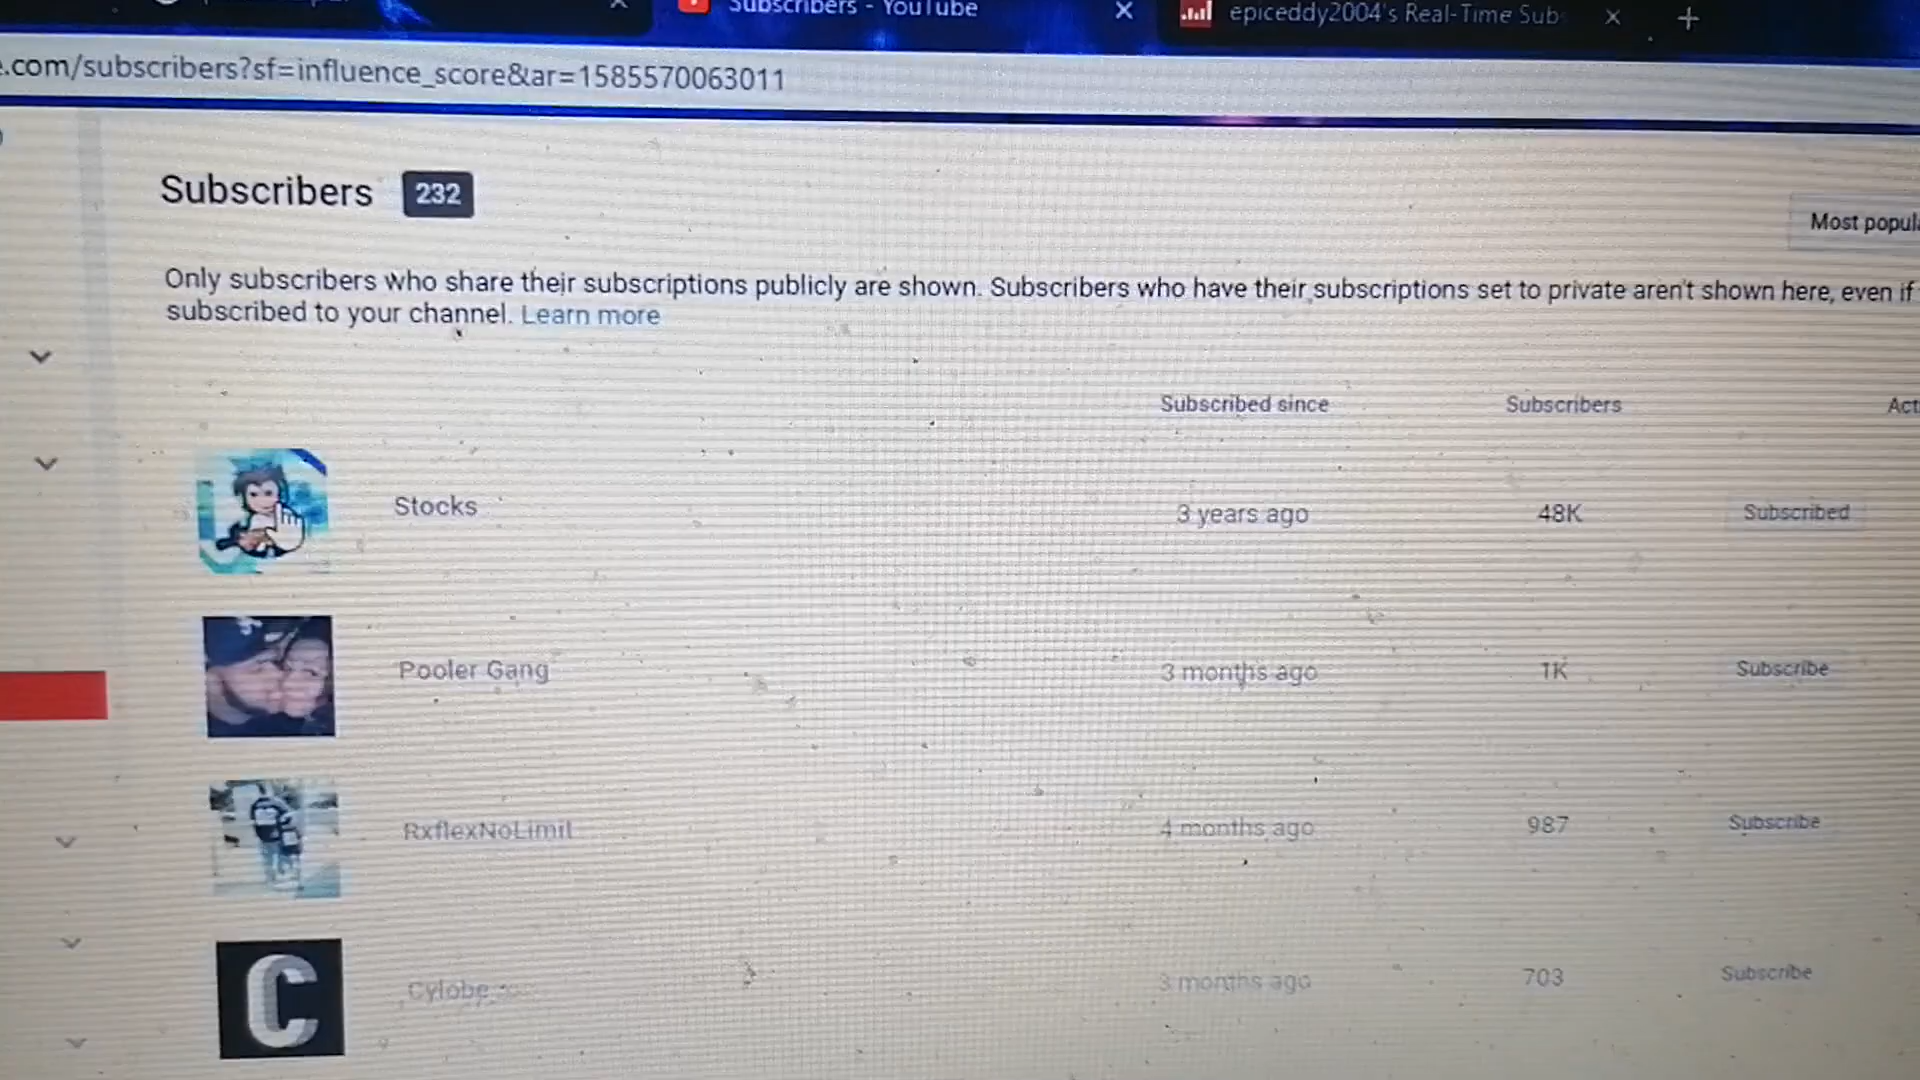 Subscribers - YouTube
epiceddy2004's Real-Time Sub
.com/subscribers?sf=influence_score&ar=1585570063011
Subscribers 232
Most popula
Only subscribers who share their subscriptions publicly are shown. Subscribers who have their subscriptions set to private aren't shown here, even if
subscribed to your channel. Learn more
Subscribed since Subscribers Act
Stocks 3 years ago 48K Subscribed
Pooler Gang 3 months ago 1K Subscribe
RxflexNoLimit 4 months ago 987 Subscribe
C Cylobe 3 months ago 703 Subscribe